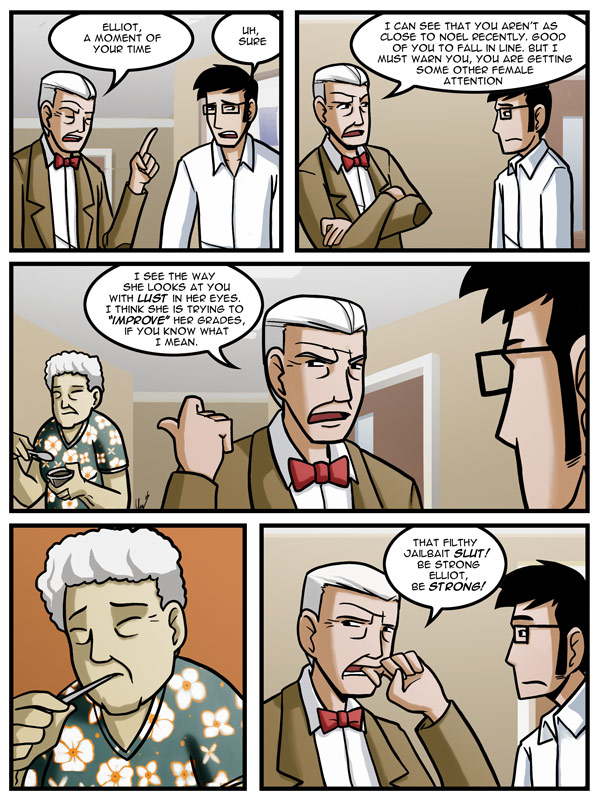 ELLIOT,
A MOMENT OF
YOUR TIME
UH,
SURE
I CAN SEE THAT YOU AREN'T AS
CLOSE TO NOEL RECENTLY. GOOD
OF YOU TO FALL IN LINE. BUT I
MUST WARN YOU, YOU ARE GETTING
SOME OTHER FEMALE
ATTENTION
I SEE THE WAY
SHE LOOKS AT YOU
WITH LUST IN HER EYES.
I THINK SHE IS TRYING TO
"IMPROVE" HER GRADES,
IF YOU KNOW WHAT
I MEAN.
THAT FILTHY
JAILBAIT SLUT!
BE STRONG
ELLIOT,
BE STRONG!